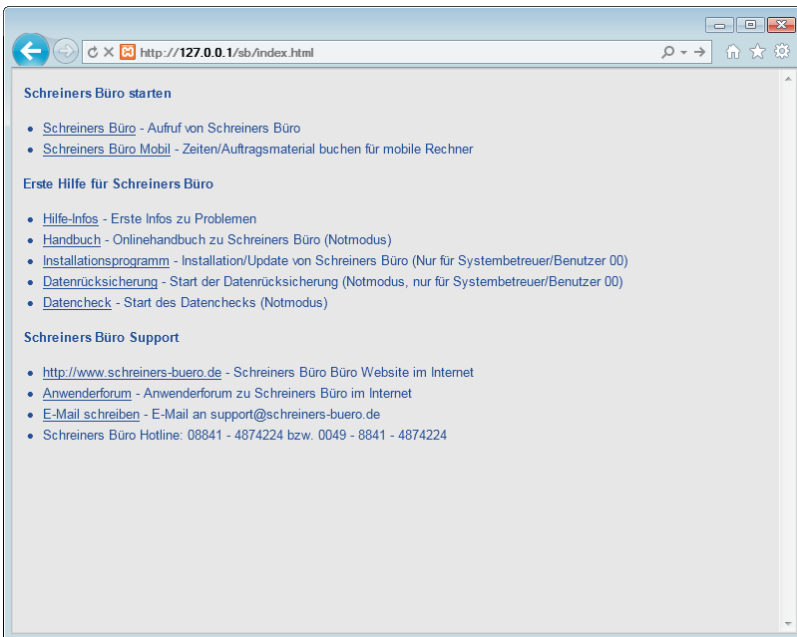 http://127.0.0.1/sb/index.html
Schreiners Büro starten
Schreiners Büro - Aufruf von Schreiners Büro
Schreiners Büro Mobil - Zeiten/Auftragsmaterial buchen für mobile Rechner
Erste Hilfe für Schreiners Büro
Hilfe-Infos - Erste Infos zu Problemen
Handbuch - Onlinehandbuch zu Schreiners Büro (Notmodus)
Installationsprogramm - Installation/Update von Schreiners Büro (Nur für Systembetreuer/Benutzer 00)
Datenrücksicherung - Start der Datenrücksicherung (Notmodus, nur für Systembetreuer/Benutzer 00)
Datencheck - Start des Datenchecks (Notmodus)
Schreiners Büro Support
http://www.schreiners-buero.de - Schreiners Büro Büro Website im Internet
Anwenderforum - Anwenderforum zu Schreiners Büro im Internet
E-Mail schreiben - E-Mail an support@schreiners-buero.de
Schreiners Büro Hotline: 08841 - 4874224 bzw. 0049 - 8841 - 4874224